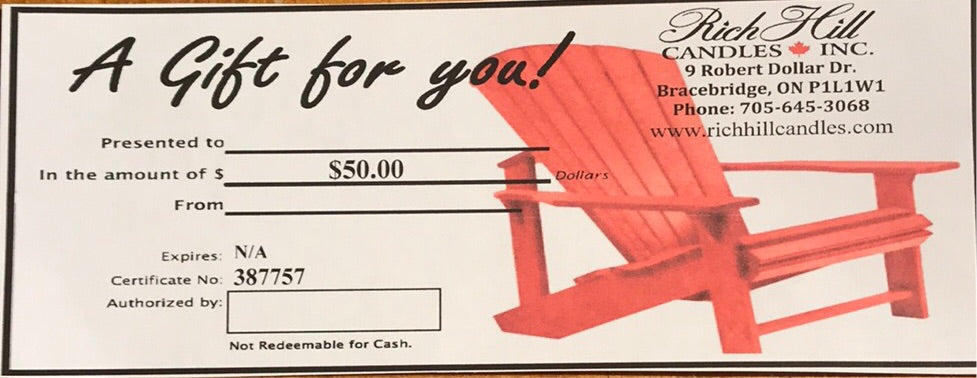 A Gift for you!
Rich Hill
CANDLES INC.
9 Robert Dollar Dr.
Bracebridge, ON P1L1W1
Phone: 705-645-3068
www.richhillcandles.com
Presented to
In the amount of $ $50.00 Dollars
From
Expires: N/A
Certificate No: 387757
Authorized by:
Not Redeemable for Cash.